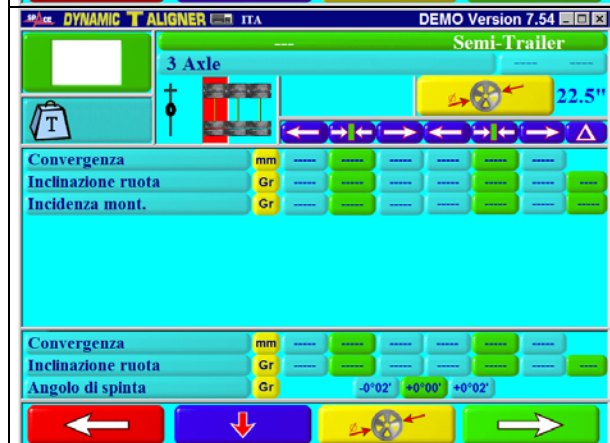 SPACE DYNAMIC T ALIGNER ITA DEMO Version 7.54
--- Semi-Trailer
3 Axle ---- ----
22.5"
T
Δ
Convergenza mm ----- ----- ----- ----- ----- -----
Inclinazione ruota Gr ----- ----- ----- ----- ----- ----- ----
Incidenza mont. Gr ----- ----- ----- ----- ----- ----- -----
Convergenza mm ----- ----- ----- ----- ----- -----
Inclinazione ruota Gr ----- ----- ----- ----- ----- ----- ----
Angolo di spinta Gr -0°02' +0°00' +0°02'